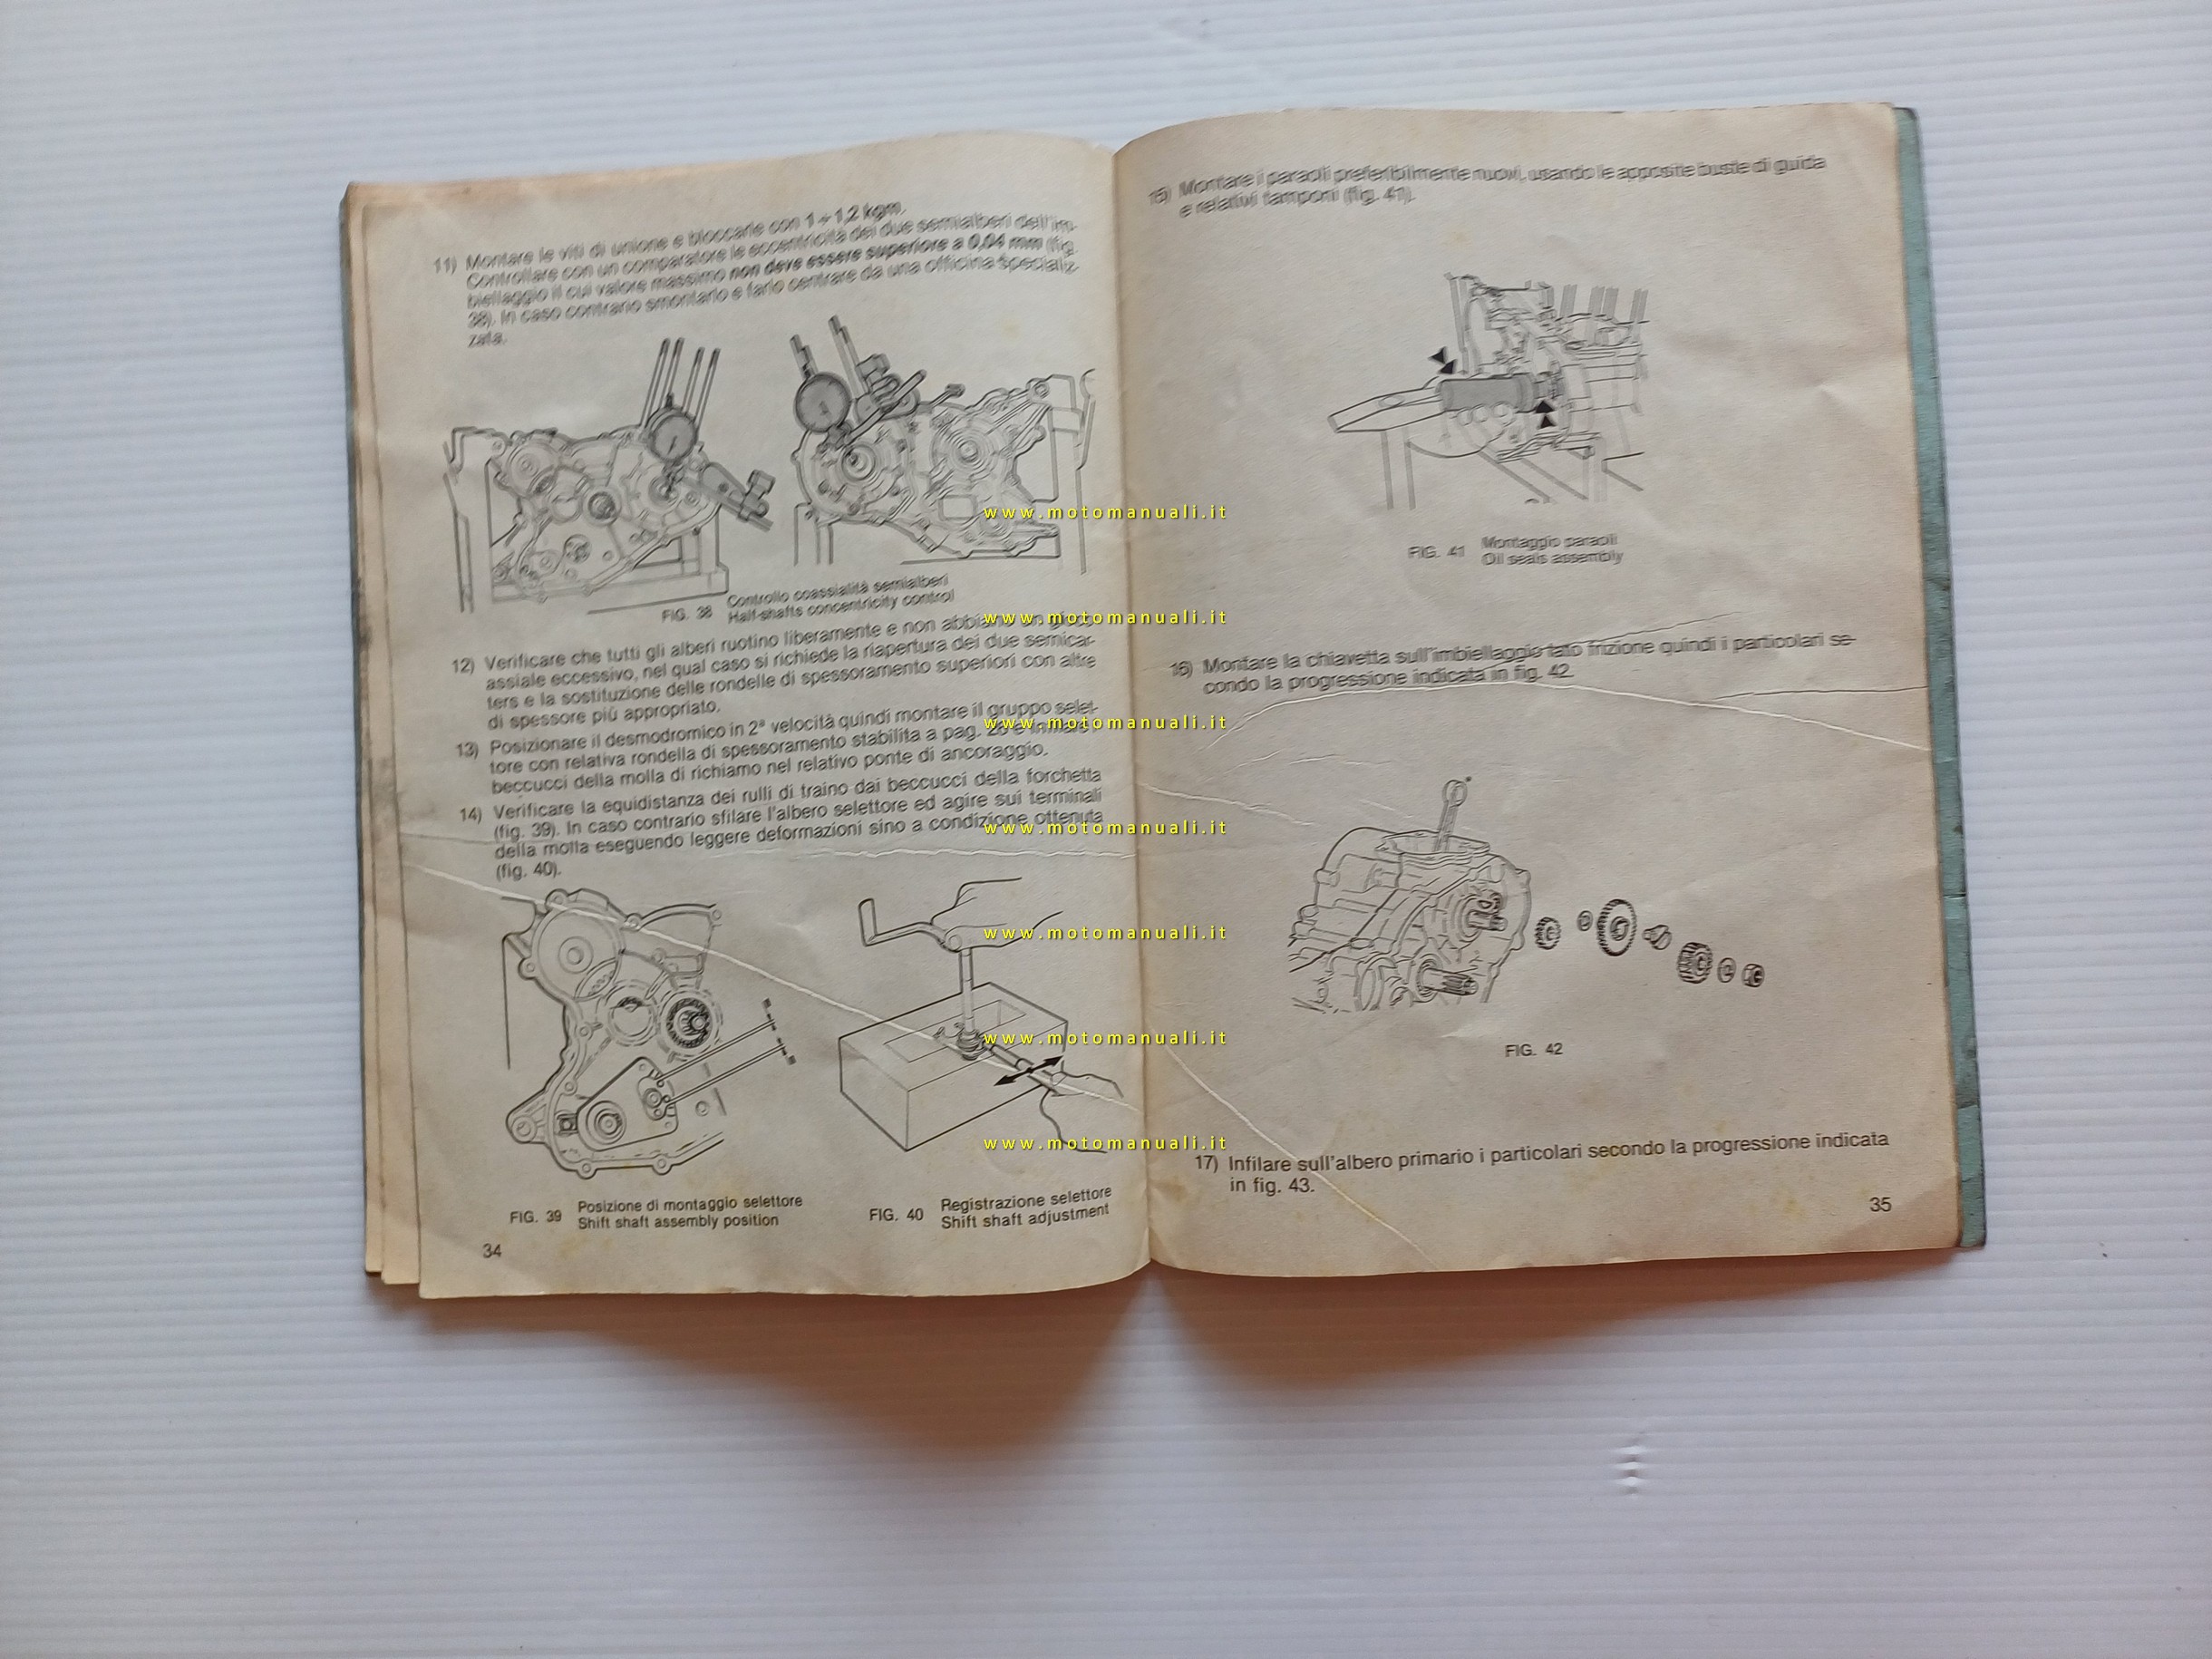 11) Montare le viti di unione e bloccarle con 1 ÷ 1,2 kgm.
Controllare con un comparatore le eccentricità dei due semialberi dell'im-
biellaggio il cui valore massimo non deve essere superiore a 0,04 mm (fig.
38). In caso contrario smontarlo e farlo centrare da una officina specializ-
zata.
FIG. 38 Controllo coassialità semialberi
Half-shafts concentricity control
12) Verificare che tutti gli alberi ruotino liberamente e non
assiale eccessivo, nel qual caso si richiede la riapertura dei due semicar-
ters e la sostituzione delle rondelle di spessoramento superiori con altre
di spessore più appropriato.
13) Posizionare il desmodromico in 2ª velocità quindi montare il gruppo selet-
tore con relativa rondella di spessoramento stabilita a pag.
beccucci della molla di richiamo nel relativo ponte di ancoraggio.
14) Verificare la equidistanza dei rulli di traino dai beccucci della forchetta
(fig. 39). In caso contrario sfilare l'albero selettore ed agire sui terminali
della molla eseguendo leggere deformazioni sino a condizione ottenuta
(fig. 40).
FIG. 39 Posizione di montaggio selettore
Shift shaft assembly position
FIG. 40 Registrazione selettore
Shift shaft adjustment
34
15) Montare i paraoli preferibilmente nuovi, usando le apposite buste di guida
e relativi tamponi (fig. 41).
FIG. 41 Montaggio paraoli
Oil seals assembly
16) Montare la chiavetta sull'imbiellaggio lato frizione quindi i particolari se-
condo la progressione indicata in fig. 42.
FIG. 42
17) Infilare sull'albero primario i particolari secondo la progressione indicata
in fig. 43.
35
www.motomanuali.it
www.motomanuali.it
www.motomanuali.it
www.motomanuali.it
www.motomanuali.it
www.motomanuali.it
www.motomanuali.it